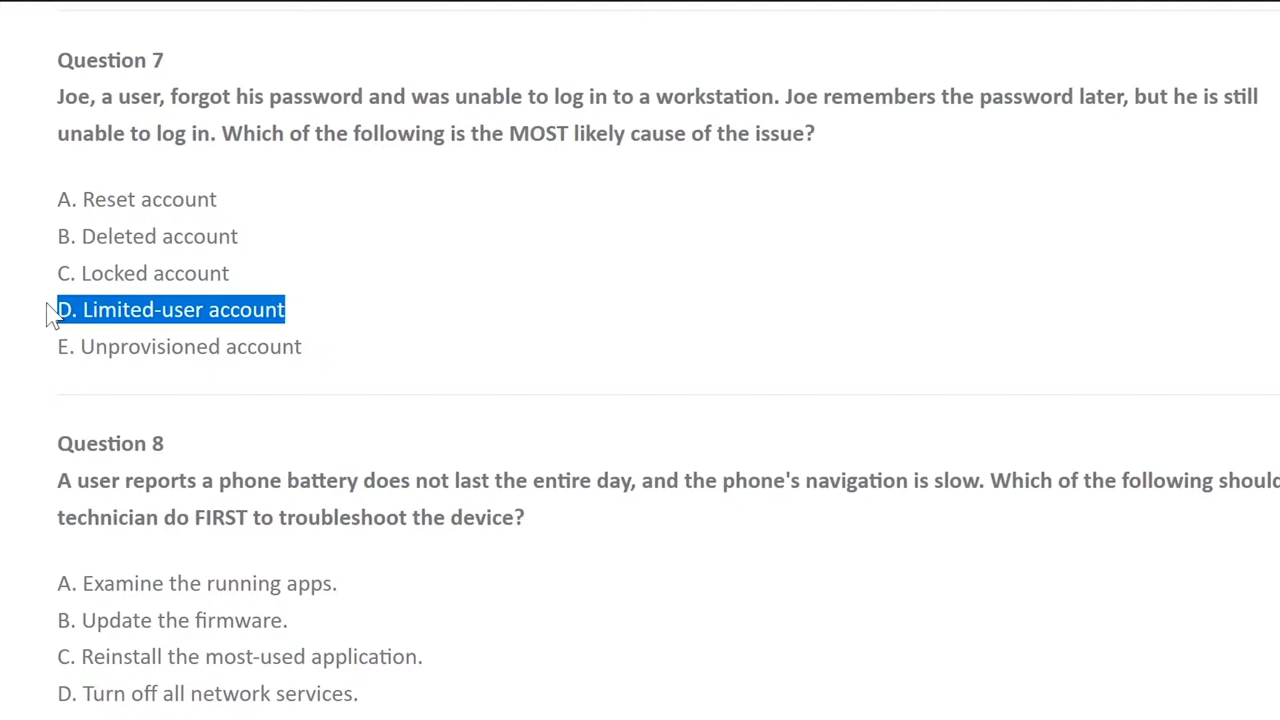 Question 7
Joe, a user, forgot his password and was unable to log in to a workstation. Joe remembers the password later, but he is still
unable to log in. Which of the following is the MOST likely cause of the issue?
A. Reset account
B. Deleted account
C. Locked account
D. Limited-user account
E. Unprovisioned account
Question 8
A user reports a phone battery does not last the entire day, and the phone's navigation is slow. Which of the following should
technician do FIRST to troubleshoot the device?
A. Examine the running apps.
B. Update the firmware.
C. Reinstall the most-used application.
D. Turn off all network services.